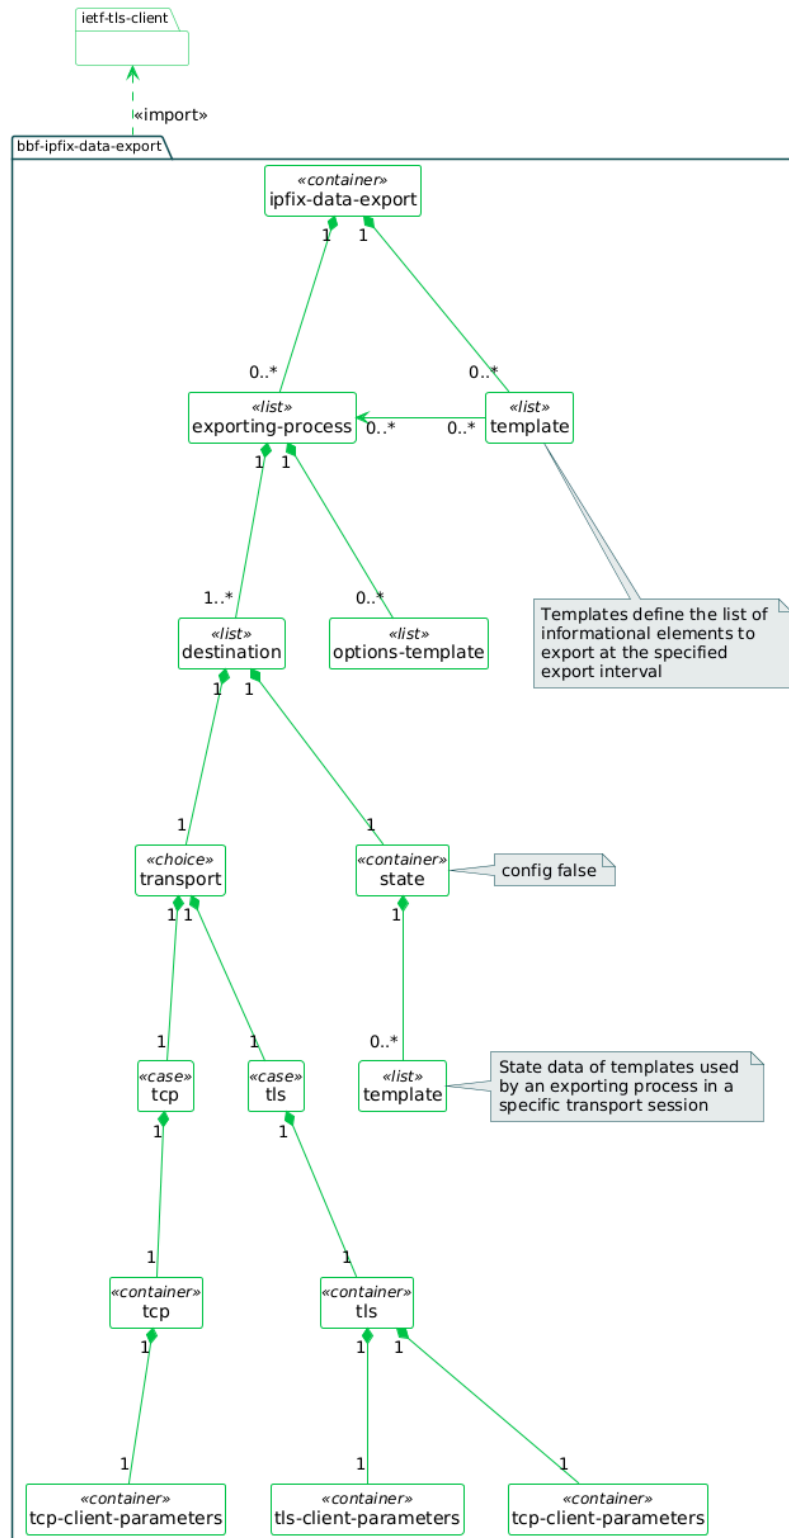 ietf-tls-client
«import»
bbf-ipfix-data-export
«container»
ipfix-data-export
1
1
0..*
0..*
«list»
exporting-process
0..*
0..*
«list»
template
1
1
1..*
0..*
«list»
destination
«list»
options-template
Templates define the list of
informational elements to
export at the specified
export interval
1
1
1
1
«choice»
transport
«container»
state
config false
1
1
1
1
1
0..*
«case»
tcp
«case»
tls
«list»
template
State data of templates used
by an exporting process in a
specific transport session
1
1
1
1
«container»
tcp
«container»
tls
1
1
1
1
1
1
«container»
tcp-client-parameters
«container»
tls-client-parameters
«container»
tcp-client-parameters